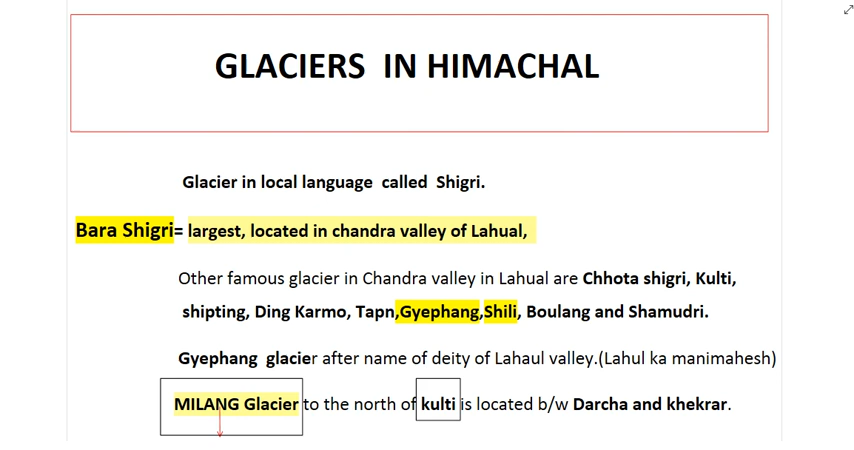 GLACIERS IN HIMACHAL
Glacier in local language called Shigri.
Bara Shigri= largest, located in chandra valley of Lahual,
Other famous glacier in Chandra valley in Lahual are Chhota shigri, Kulti,
shipting, Ding Karmo, Tapn,Gyephang,Shili, Boulang and Shamudri.
Gyephang glacier after name of deity of Lahaul valley.(Lahul ka manimahesh)
MILANG Glacier to the north of kulti is located b/w Darcha and khekrar.